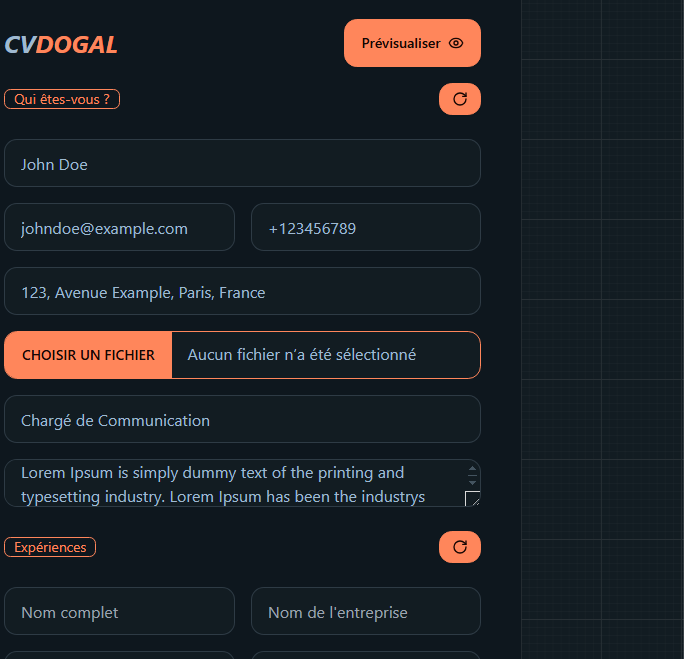 CVDOGAL
Prévisualiser
Qui êtes-vous ?
John Doe
johndoe@example.com
+123456789
123, Avenue Example, Paris, France
CHOISIR UN FICHIER
Aucun fichier n’a été sélectionné
Chargé de Communication
Lorem Ipsum is simply dummy text of the printing and
typesetting industry. Lorem Ipsum has been the industrys
Expériences
Nom complet
Nom de l'entreprise